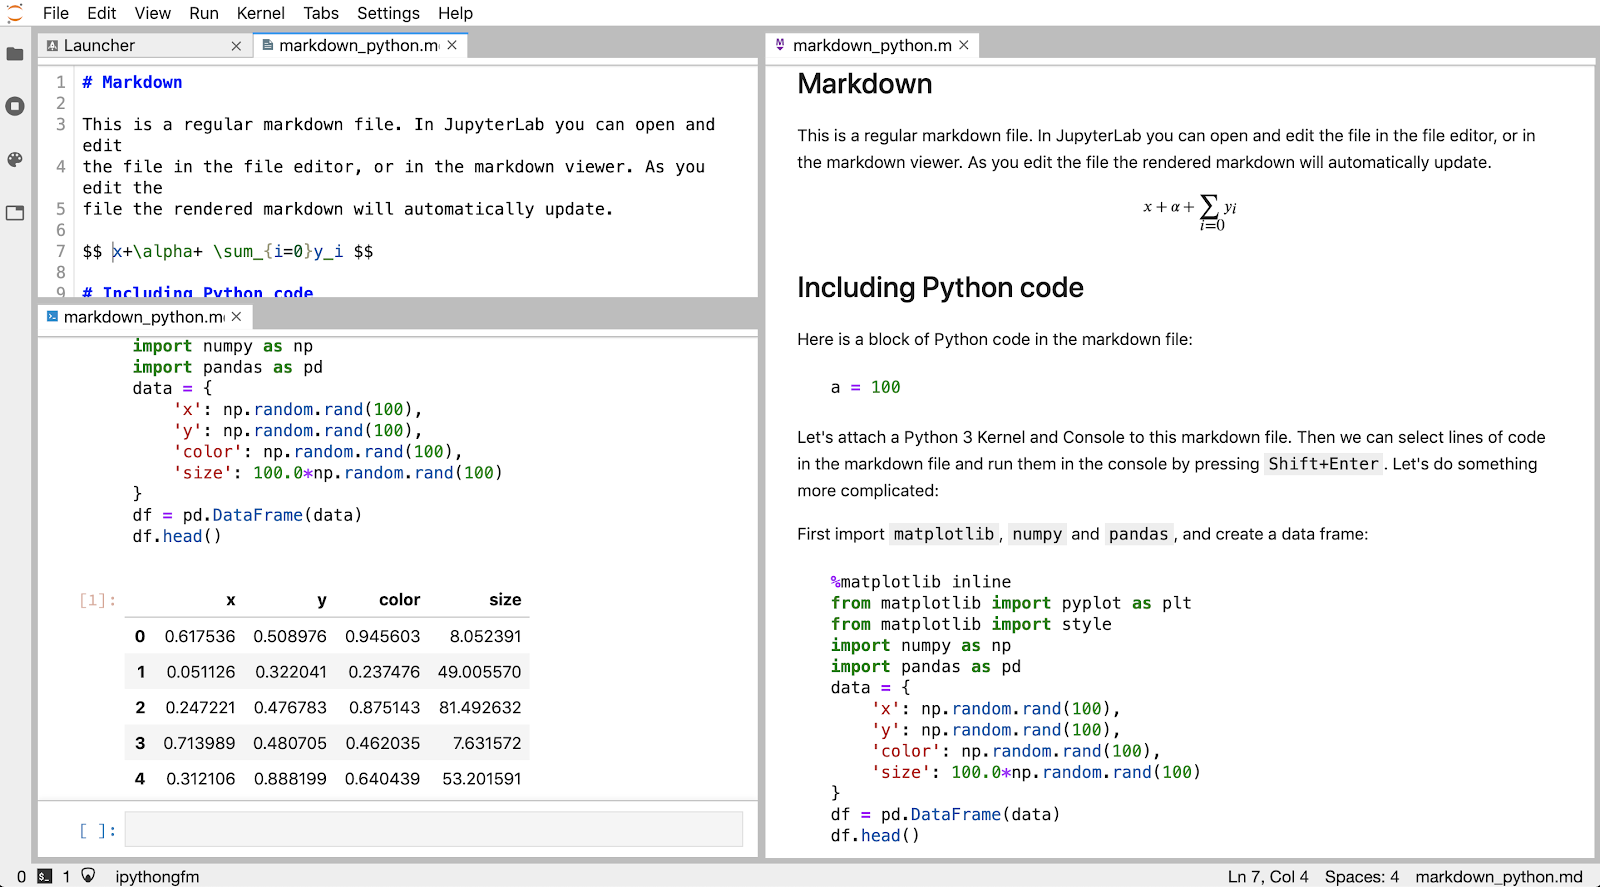 File Edit View Run Kernel Tabs Settings Help
Launcher
markdown_python.m
1 # Markdown
2
3 This is a regular markdown file. In JupyterLab you can open and
edit
4 the file in the file editor, or in the markdown viewer. As you
edit the
5 file the rendered markdown will automatically update.
6
7 $$ x+\alpha+ \sum_{i=0}y_i $$
8
9 # Including Python code
markdown_python.m
import numpy as np
import pandas as pd
data = {
'x': np.random.rand(100),
'y': np.random.rand(100),
'color': np.random.rand(100),
'size': 100.0*np.random.rand(100)
}
df = pd.DataFrame(data)
df.head()
[1]: x y color size
0 0.617536 0.508976 0.945603 8.052391
1 0.051126 0.322041 0.237476 49.005570
2 0.247221 0.476783 0.875143 81.492632
3 0.713989 0.480705 0.462035 7.631572
4 0.312106 0.888199 0.640439 53.201591
[ ]:
markdown_python.m
Markdown
This is a regular markdown file. In JupyterLab you can open and edit the file in the file editor, or in
the markdown viewer. As you edit the file the rendered markdown will automatically update.
x + α + ∑ yi
i=0
Including Python code
Here is a block of Python code in the markdown file:
a = 100
Let's attach a Python 3 Kernel and Console to this markdown file. Then we can select lines of code
in the markdown file and run them in the console by pressing Shift+Enter. Let's do something
more complicated:
First import matplotlib, numpy and pandas, and create a data frame:
%matplotlib inline
from matplotlib import pyplot as plt
from matplotlib import style
import numpy as np
import pandas as pd
data = {
'x': np.random.rand(100),
'y': np.random.rand(100),
'color': np.random.rand(100),
'size': 100.0*np.random.rand(100)
}
df = pd.DataFrame(data)
df.head()
0 $_ 1 ipythongfm
Ln 7, Col 4 Spaces: 4 markdown_python.md